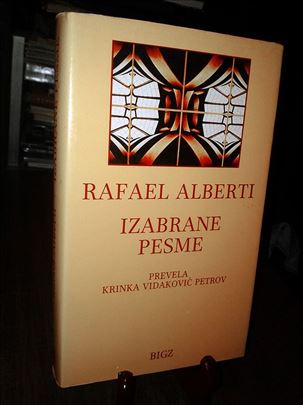 RAFAEL ALBERTI
IZABRANE
PESME
PREVELA
KRINKA VIDAKOVIĆ PETROV
BIGZ